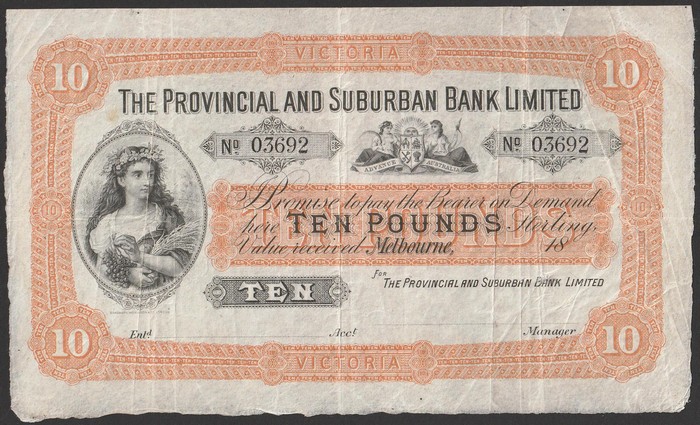 VICTORIA
10 10
THE PROVINCIAL AND SUBURBAN BANK LIMITED
No 03692 No 03692
ADVANCE AUSTRALIA
I Promise to pay the Bearer on Demand
here TEN POUNDS Sterling,
Value received Melbourne, 18
TEN
For THE PROVINCIAL AND SUBURBAN BANK LIMITED
Entd. Acct. Manager
10 10
VICTORIA